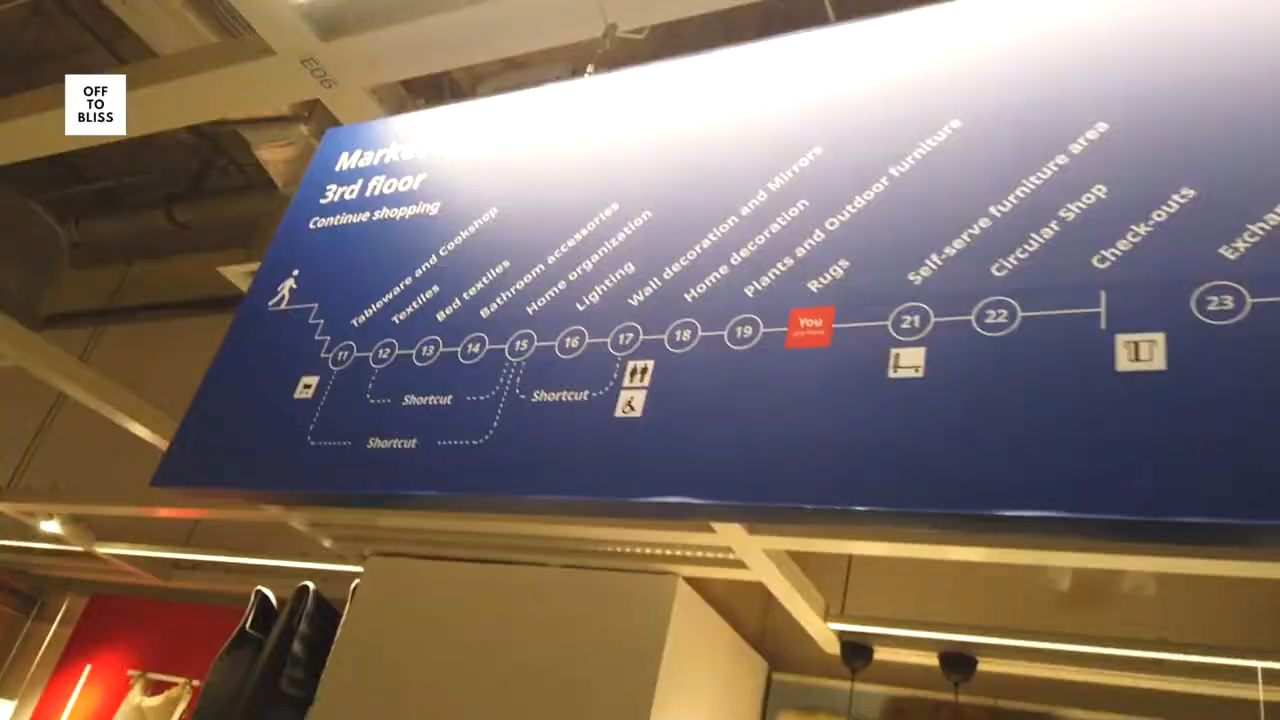 OFF
TO
BLISS
E06
3rd floor
Continue shopping
Tableware and Cookshop
Textiles
Bed textiles
Bathroom accessories
Home organization
Lighting
Wall decoration and Mirrors
Home decoration
Plants and Outdoor furniture
Rugs
Self-serve furniture area
Circular Shop
Check-outs
11
12
13
14
15
16
17
18
19
You
21
22
23
Shortcut
Shortcut
Shortcut